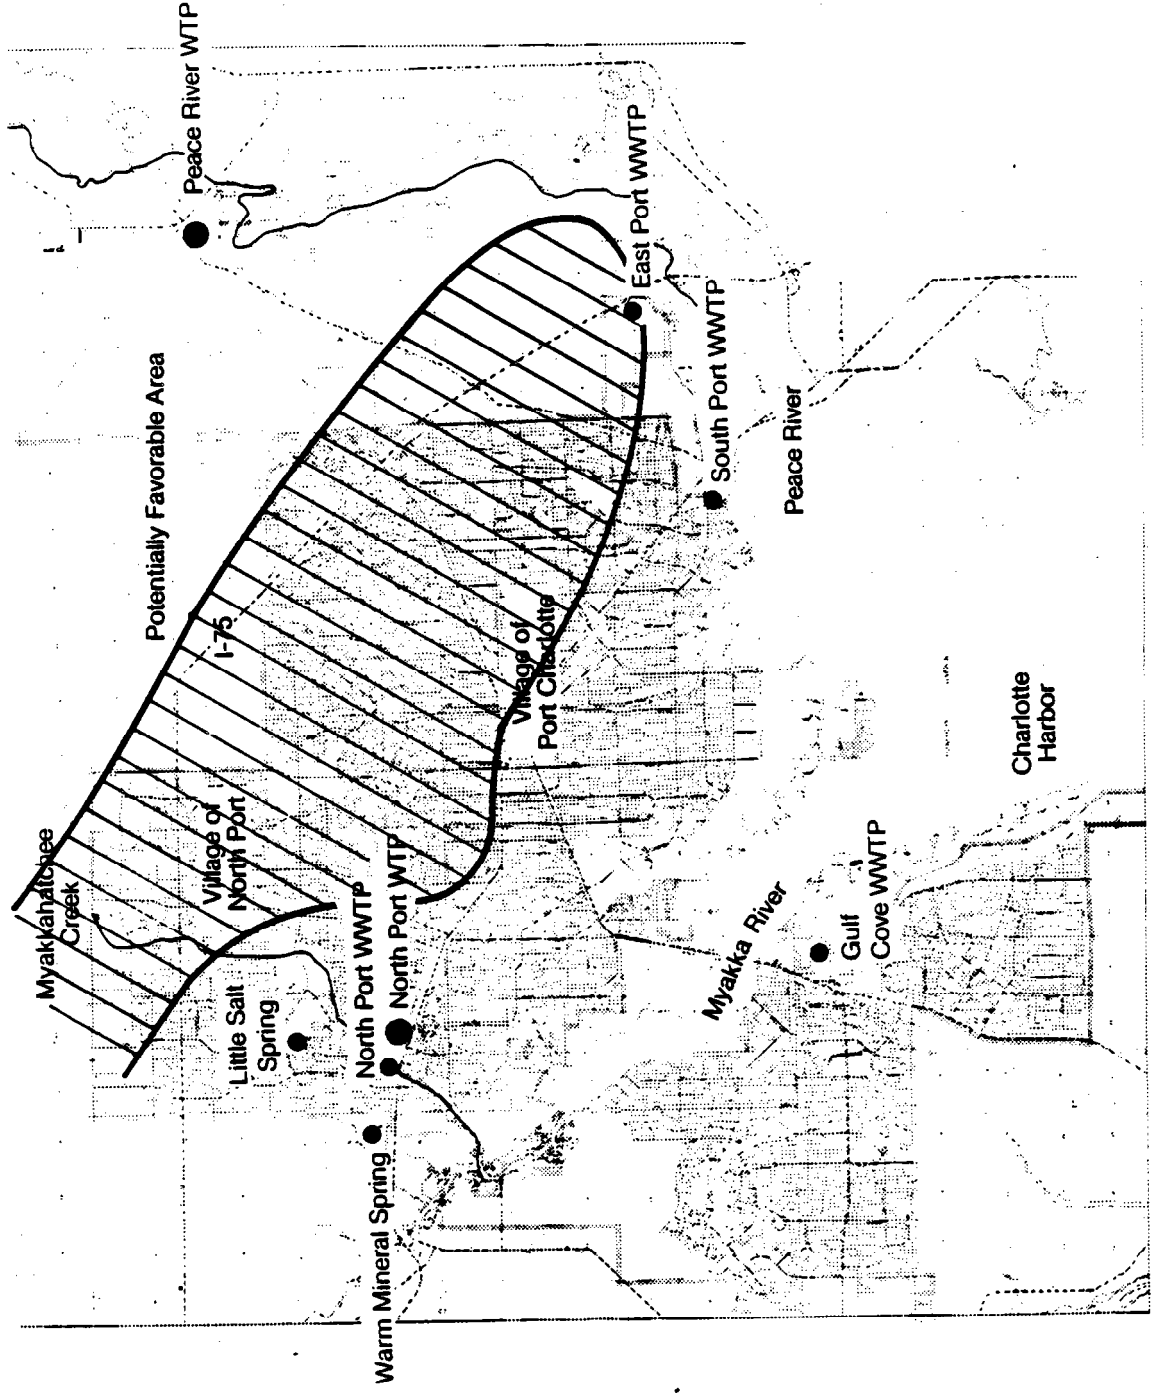 Peace River WTP
Potentially Favorable Area
I-75
Myakkahatchee
Creek
Village of
North Port
Little Salt
Spring
North Port WWTP
North Port WTP
Warm Mineral Spring
Village of
Port Charlotte
East Port WWTP
South Port WWTP
Peace River
Myakka River
Gulf
Cove WWTP
Charlotte
Harbor